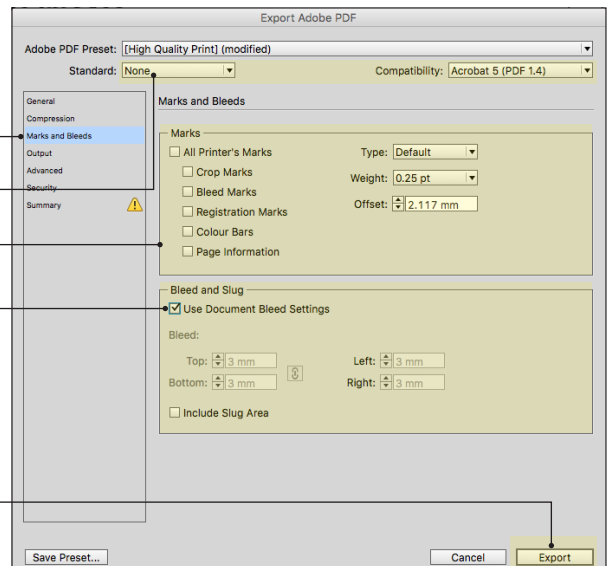 Export Adobe PDF
Adobe PDF Preset: [High Quality Print] (modified)
Standard: None Compatibility: Acrobat 5 (PDF 1.4)
General
Compression
Marks and Bleeds
Output
Advanced
Security
Summary
Marks and Bleeds
Marks
All Printer's Marks
Crop Marks
Bleed Marks
Registration Marks
Colour Bars
Page Information
Type: Default
Weight: 0.25 pt
Offset: 2.117 mm
Bleed and Slug
Use Document Bleed Settings
Bleed:
Top: 3 mm Left: 3 mm
Bottom: 3 mm Right: 3 mm
Include Slug Area
Save Preset... Cancel Export